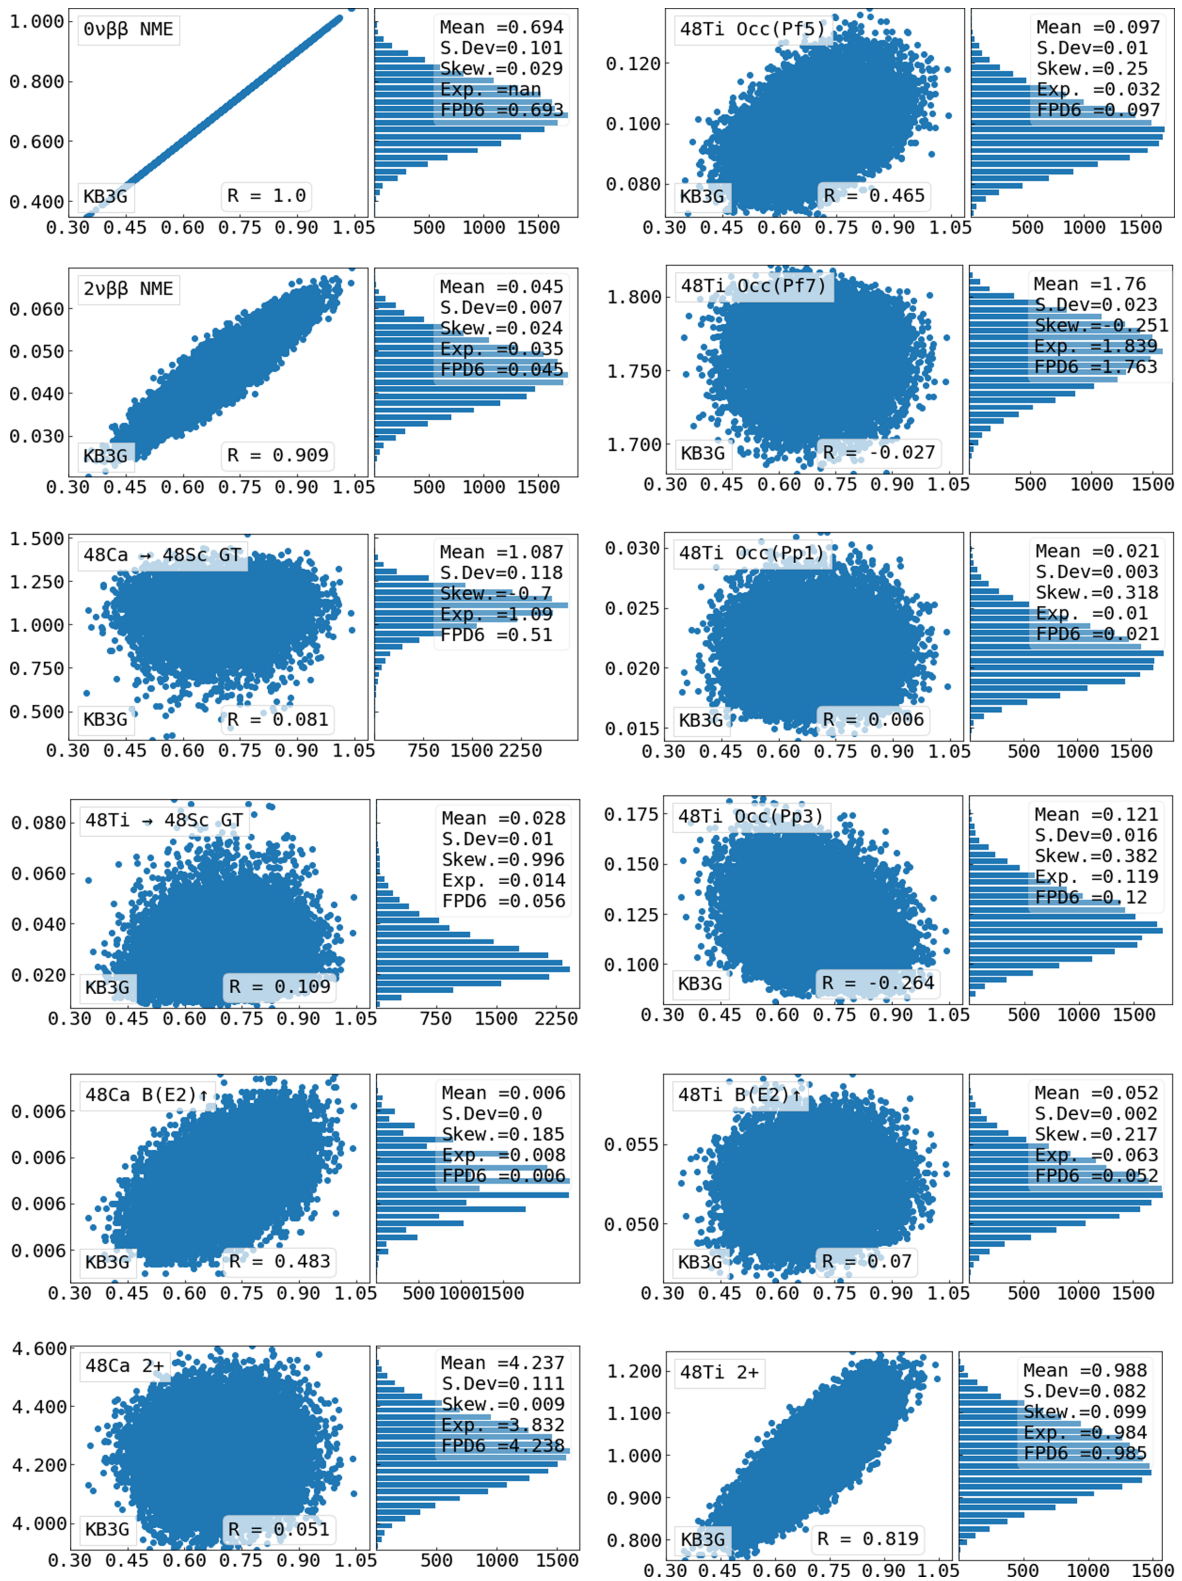 0νββ NME
1.000
0.800
0.600
0.400
KB3G
R = 1.0
0.30 0.45 0.60 0.75 0.90 1.05
Mean =0.694
S.Dev=0.101
Skew.=0.029
Exp. =nan
FPD6 =0.693
500 1000 1500
48Ti Occ(Pf5)
0.120
0.100
0.080
KB3G
R = 0.465
0.30 0.45 0.60 0.75 0.90 1.05
Mean =0.097
S.Dev=0.01
Skew.=0.25
Exp. =0.032
FPD6 =0.097
500 1000 1500
2νββ NME
0.060
0.050
0.040
0.030
KB3G
R = 0.909
0.30 0.45 0.60 0.75 0.90 1.05
Mean =0.045
S.Dev=0.007
Skew.=0.024
Exp. =0.035
FPD6 =0.045
500 1000 1500
48Ti Occ(Pf7)
1.800
1.750
1.700
KB3G
R = -0.027
0.30 0.45 0.60 0.75 0.90 1.05
Mean =1.76
S.Dev=0.023
Skew.=-0.251
Exp. =1.839
FPD6 =1.763
500 1000 1500
48Ca → 48Sc GT
1.500
1.250
1.000
0.750
0.500
KB3G
R = 0.081
0.30 0.45 0.60 0.75 0.90 1.05
Mean =1.087
S.Dev=0.118
Skew.=-0.7
Exp. =1.09
FPD6 =0.51
750 1500 2250
48Ti Occ(Pp1)
0.030
0.025
0.020
0.015
KB3G
R = 0.006
0.30 0.45 0.60 0.75 0.90 1.05
Mean =0.021
S.Dev=0.003
Skew.=0.318
Exp. =0.01
FPD6 =0.021
500 1000 1500
48Ti → 48Sc GT
0.080
0.060
0.040
0.020
KB3G
R = 0.109
0.30 0.45 0.60 0.75 0.90 1.05
Mean =0.028
S.Dev=0.01
Skew.=0.996
Exp. =0.014
FPD6 =0.056
750 1500 2250
48Ti Occ(Pp3)
0.175
0.150
0.125
0.100
KB3G
R = -0.264
0.30 0.45 0.60 0.75 0.90 1.05
Mean =0.121
S.Dev=0.016
Skew.=0.382
Exp. =0.119
FPD6 =0.12
500 1000 1500
48Ca B(E2)↑
0.006
0.006
0.006
0.006
KB3G
R = 0.483
0.30 0.45 0.60 0.75 0.90 1.05
Mean =0.006
S.Dev=0.0
Skew.=0.185
Exp. =0.008
FPD6 =0.006
500 1000 1500
48Ti B(E2)↑
0.055
0.050
KB3G
R = 0.07
0.30 0.45 0.60 0.75 0.90 1.05
Mean =0.052
S.Dev=0.002
Skew.=0.217
Exp. =0.063
FPD6 =0.052
500 1000 1500
48Ca 2+
4.600
4.400
4.200
4.000
KB3G
R = 0.051
0.30 0.45 0.60 0.75 0.90 1.05
Mean =4.237
S.Dev=0.111
Skew.=0.009
Exp. =3.832
FPD6 =4.238
500 1000 1500
48Ti 2+
1.200
1.100
1.000
0.900
0.800
KB3G
R = 0.819
0.30 0.45 0.60 0.75 0.90 1.05
Mean =0.988
S.Dev=0.082
Skew.=0.099
Exp. =0.984
FPD6 =0.985
500 1000 1500